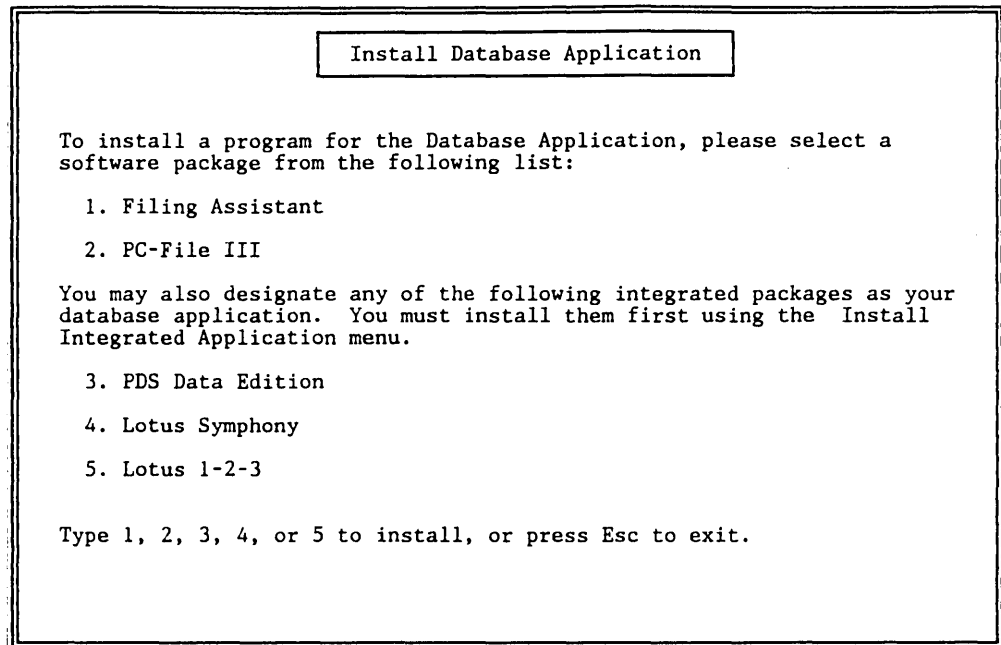 Install Database Application
To install a program for the Database Application, please select a
software package from the following list:
1. Filing Assistant
2. PC-File III
You may also designate any of the following integrated packages as your
database application. You must install them first using the Install
Integrated Application menu.
3. PDS Data Edition
4. Lotus Symphony
5. Lotus 1-2-3
Type 1, 2, 3, 4, or 5 to install, or press Esc to exit.